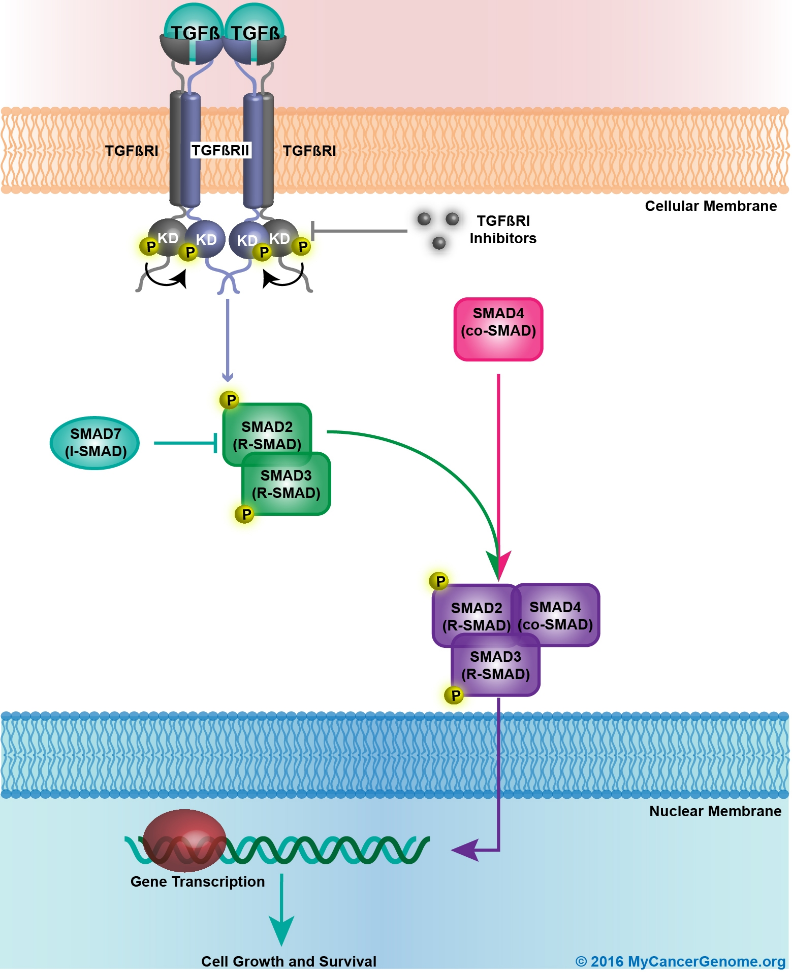 TGFß TGFß
TGFßRI TGFßRII TGFßRI
Cellular Membrane
KD KD KD KD
P P P P
TGFßRI
Inhibitors
SMAD4
(co-SMAD)
P
SMAD7
(I-SMAD)
SMAD2
(R-SMAD)
SMAD3
(R-SMAD)
P
P
SMAD2
(R-SMAD)
SMAD4
(co-SMAD)
SMAD3
(R-SMAD)
P
Nuclear Membrane
Gene Transcription
Cell Growth and Survival
© 2016 MyCancerGenome.org